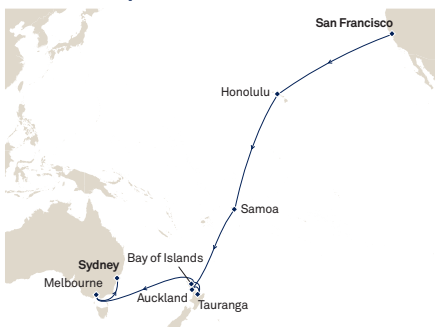 San Francisco
Honolulu
Samoa
Bay of Islands
Sydney
Melbourne
Auckland
Tauranga